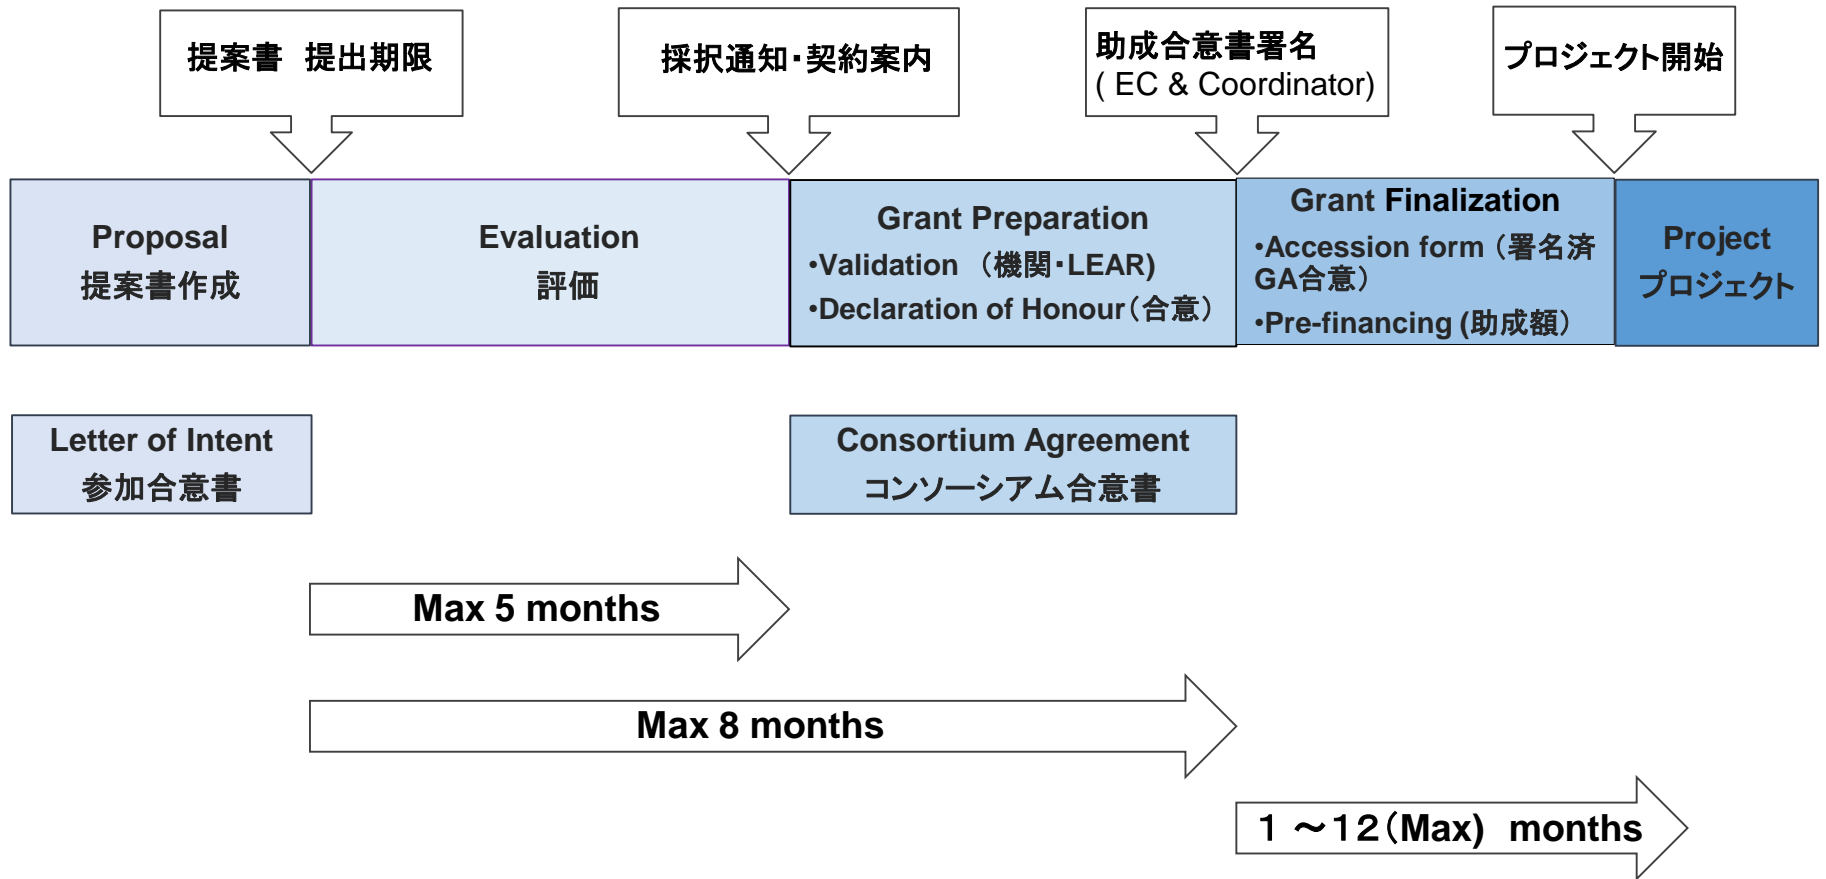 提案書　提出期限
採択通知・契約案内
助成合意書署名
( EC & Coordinator)
プロジェクト開始
Proposal
提案書作成
Evaluation
評価
Grant Preparation
•Validation （機関・LEAR)
•Declaration of Honour（合意）
Grant Finalization
•Accession form（署名済
GA合意）
•Pre-financing (助成額）
Project
プロジェクト
Letter of Intent
参加合意書
Consortium Agreement
コンソーシアム合意書
Max 5 months
Max 8 months
１～１２（Max) months